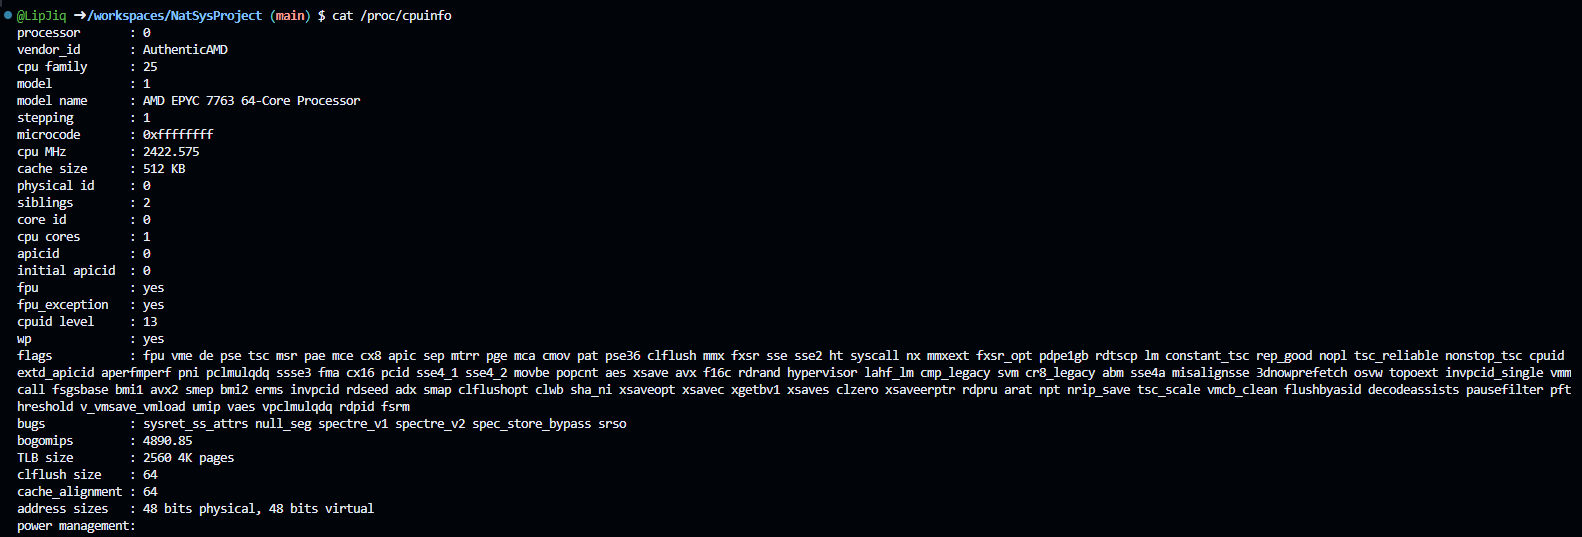 @LipJiq ➜/workspaces/NatSysProject (main) $ cat /proc/cpuinfo
processor : 0
vendor_id : AuthenticAMD
cpu family : 25
model : 1
model name : AMD EPYC 7763 64-Core Processor
stepping : 1
microcode : 0xffffffff
cpu MHz : 2422.575
cache size : 512 KB
physical id : 0
siblings : 2
core id : 0
cpu cores : 1
apicid : 0
initial apicid : 0
fpu : yes
fpu_exception : yes
cpuid level : 13
wp : yes
flags : fpu vme de pse tsc msr pae mce cx8 apic sep mtrr pge mca cmov pat pse36 clflush mmx fxsr sse sse2 ht syscall nx mmxext fxsr_opt pdpe1gb rdtscp lm constant_tsc rep_good nopl tsc_reliable nonstop_tsc cpuid
extd_apicid aperfmperf pni pclmulqdq ssse3 fma cx16 pcid sse4_1 sse4_2 movbe popcnt aes xsave avx f16c rdrand hypervisor lahf_lm cmp_legacy svm cr8_legacy abm sse4a misalignsse 3dnowprefetch osvw topoext invpcid_single vmm
call fsgsbase bmi1 avx2 smep bmi2 erms invpcid rdseed adx smap clflushopt clwb sha_ni xsaveopt xsavec xgetbv1 xsaves clzero xsaveerptr rdpru arat npt nrip_save tsc_scale vmcb_clean flushbyasid decodeassists pausefilter pft
hreshold v_vmsave_vmload umip vaes vpclmulqdq rdpid fsrm
bugs : sysret_ss_attrs null_seg spectre_v1 spectre_v2 spec_store_bypass srso
bogomips : 4890.85
TLB size : 2560 4K pages
clflush size : 64
cache_alignment : 64
address sizes : 48 bits physical, 48 bits virtual
power management: